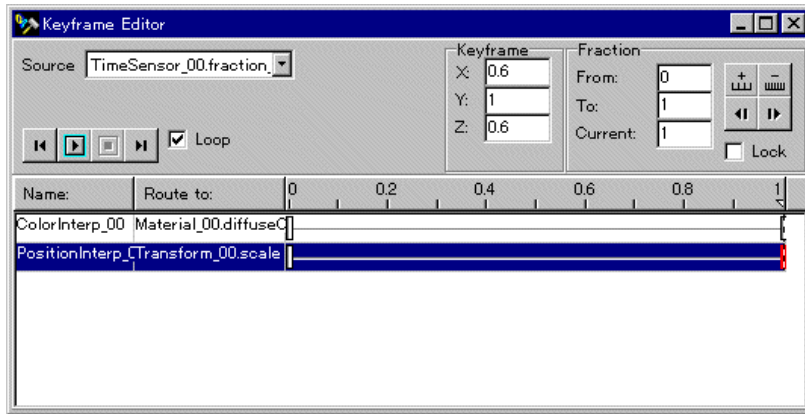 Keyframe Editor
Source TimeSensor_00.fraction_
Keyframe
X: 0.6
Y: 1
Z: 0.6
Fraction
From: 0
To: 1
Current: 1
Loop
Lock
Name: Route to: 0 0.2 0.4 0.6 0.8 1
ColorInterp_00 Material_00.diffuseC
PositionInterp_0 Transform_00.scale